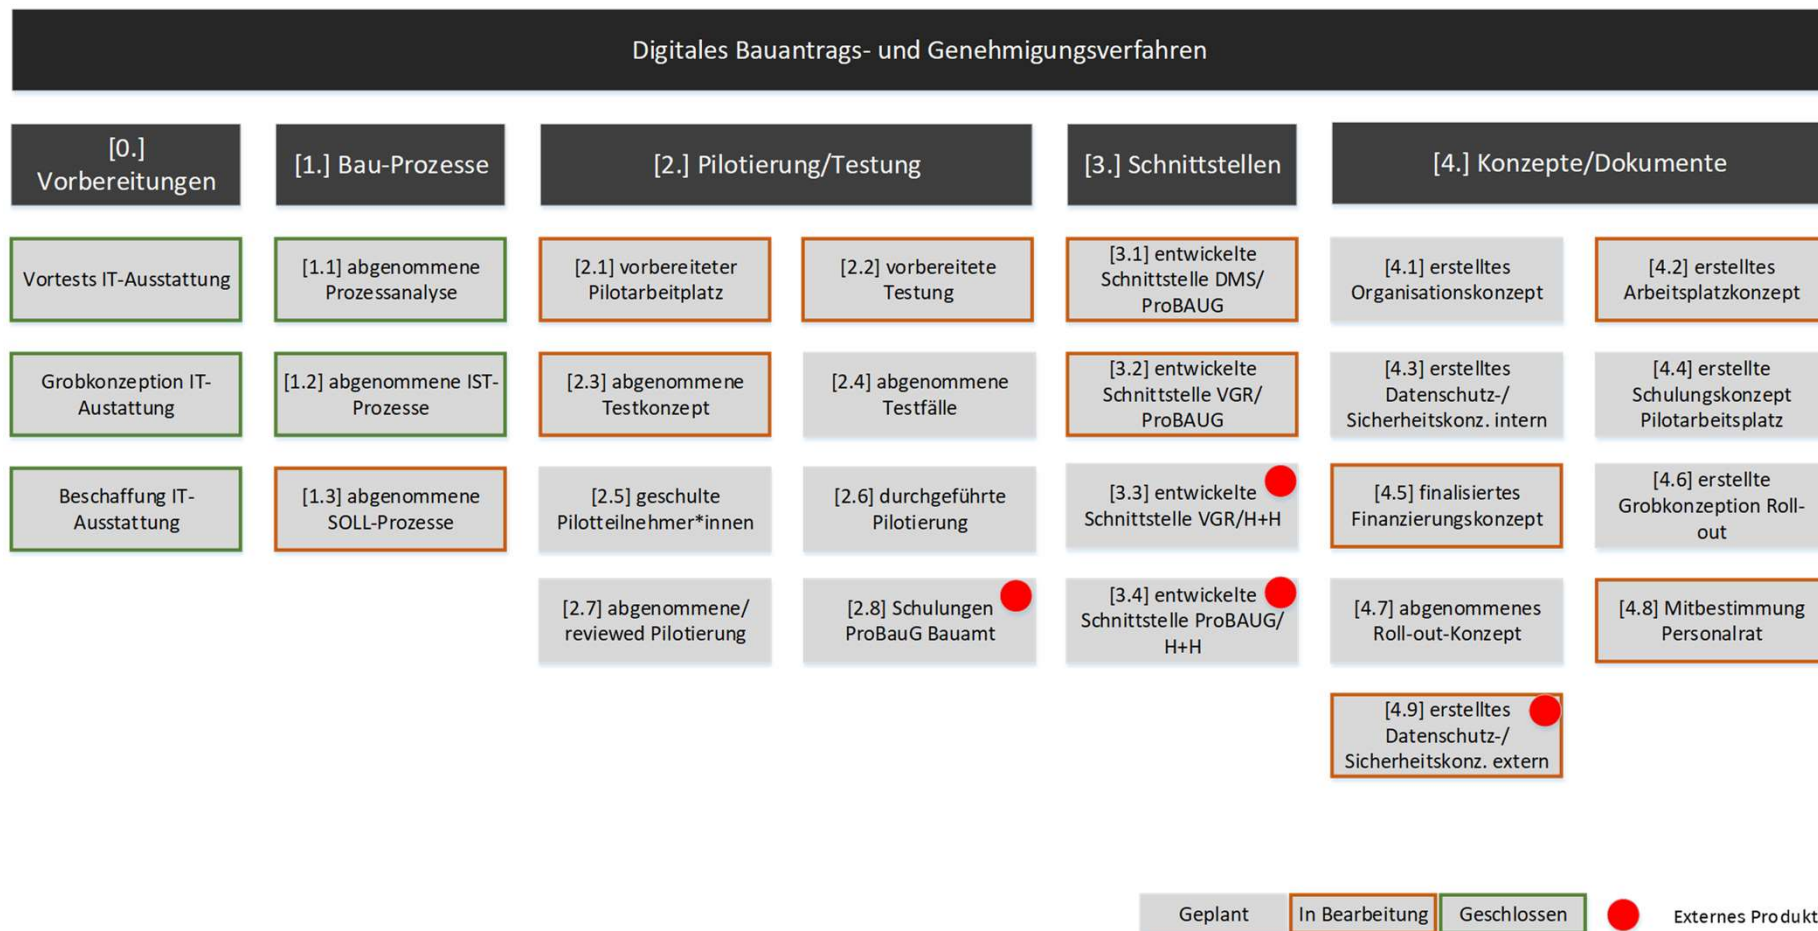 Digitales Bauantrags- und Genehmigungsverfahren
[0.]
Vorbereitungen
[1.] Bau-Prozesse
[2.] Pilotierung/Testung
[3.] Schnittstellen
[4.] Konzepte/Dokumente
Vortests IT-Ausstattung
[1.1] abgenommene
Prozessanalyse
[2.1] vorbereiteter
Pilotarbeitplatz
[2.2] vorbereitete
Testung
[3.1] entwickelte
Schnittstelle DMS/
ProBAUG
[4.1] erstelltes
Organisationskonzept
[4.2] erstelltes
Arbeitsplatzkonzept
Grobkonzeption IT-
Austattung
[1.2] abgenommene IST-
Prozesse
[2.3] abgenommene
Testkonzept
[2.4] abgenommene
Testfälle
[3.2] entwickelte
Schnittstelle VGR/
ProBAUG
[4.3] erstelltes
Datenschutz-/
Sicherheitskonz. intern
[4.4] erstellte
Schulungskonzept
Pilotarbeitsplatz
Beschaffung IT-
Ausstattung
[1.3] abgenommene
SOLL-Prozesse
[2.5] geschulte
Pilotteilnehmer*innen
[2.6] durchgeführte
Pilotierung
[3.3] entwickelte
Schnittstelle VGR/H+H
[4.5] finalisiertes
Finanzierungskonzept
[4.6] erstellte
Grobkonzeption Roll-
out
[2.7] abgenommene/
reviewed Pilotierung
[2.8] Schulungen
ProBauG Bauamt
[3.4] entwickelte
Schnittstelle ProBAUG/
H+H
[4.7] abgenommenes
Roll-out-Konzept
[4.8] Mitbestimmung
Personalrat
[4.9] erstelltes
Datenschutz-/
Sicherheitskonz. extern
Geplant
In Bearbeitung
Geschlossen
Externes Produkt